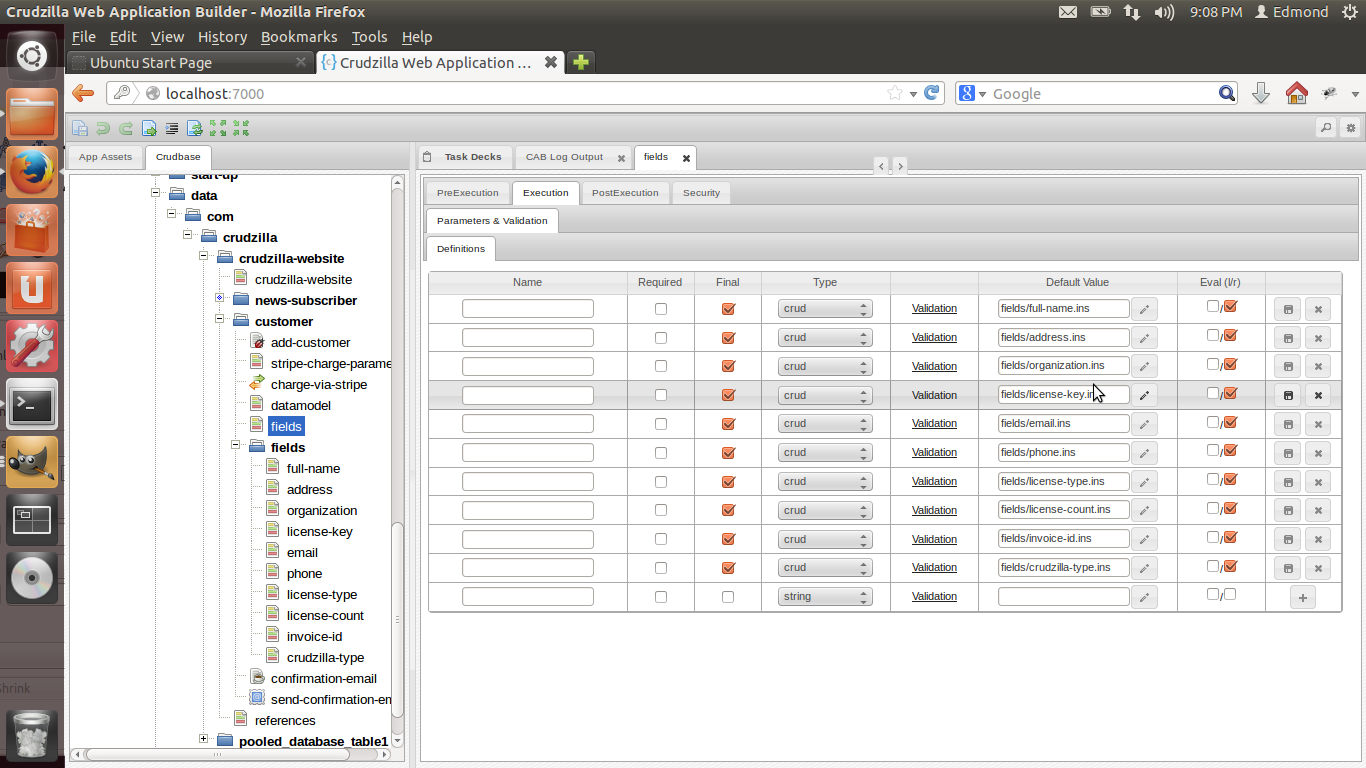 Crudzilla Web Application Builder - Mozilla Firefox
9:08 PM Edmond
File Edit View History Bookmarks Tools Help
Ubuntu Start Page
{c} Crudzilla Web Application ...
localhost:7000
8 Google
App Assets Crudbase
Task Decks CAB Log Output fields
start-up
data
com
crudzilla
crudzilla-website
crudzilla-website
news-subscriber
customer
add-customer
stripe-charge-parame
charge-via-stripe
datamodel
fields
fields
full-name
address
organization
license-key
email
phone
license-type
license-count
invoice-id
crudzilla-type
confirmation-email
send-confirmation-em
references
pooled_database_table1
PreExecution Execution PostExecution Security
Parameters & Validation
Definitions
Name Required Final Type Default Value Eval (l/r)
crud Validation fields/full-name.ins /
crud Validation fields/address.ins /
crud Validation fields/organization.ins /
crud Validation fields/license-key.in /
crud Validation fields/email.ins /
crud Validation fields/phone.ins /
crud Validation fields/license-type.ins /
crud Validation fields/license-count.ins /
crud Validation fields/invoice-id.ins /
crud Validation fields/crudzilla-type.ins /
string Validation /
Shrink